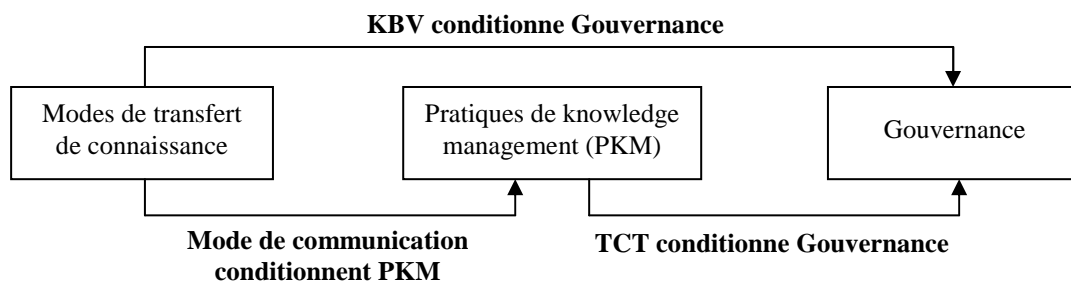 KBV conditionne Gouvernance
Modes de transfert
de connaissance
Pratiques de knowledge
management (PKM)
Gouvernance
Mode de communication
conditionnent PKM
TCT conditionne Gouvernance